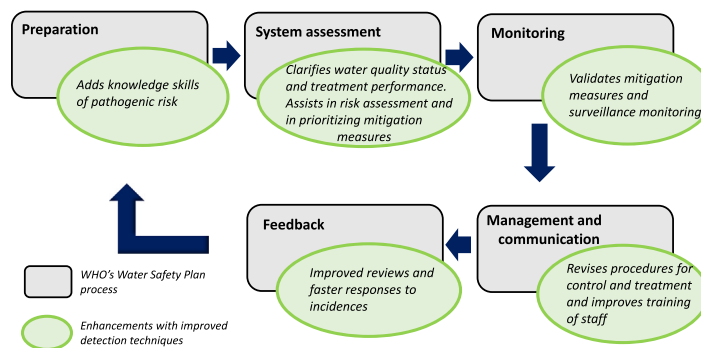 Preparation
Adds knowledge skills
of pathogenic risk
System assessment
Clarifies water quality status
and treatment performance.
Assists in risk assessment and
in prioritizing mitigation
measures
Monitoring
Validates mitigation
measures and
surveillance monitoring
Management and
communication
Revises procedures for
control and treatment
and improves training
of staff
Feedback
Improved reviews and
faster responses to
incidences
WHO's Water Safety Plan
process
Enhancements with improved
detection techniques